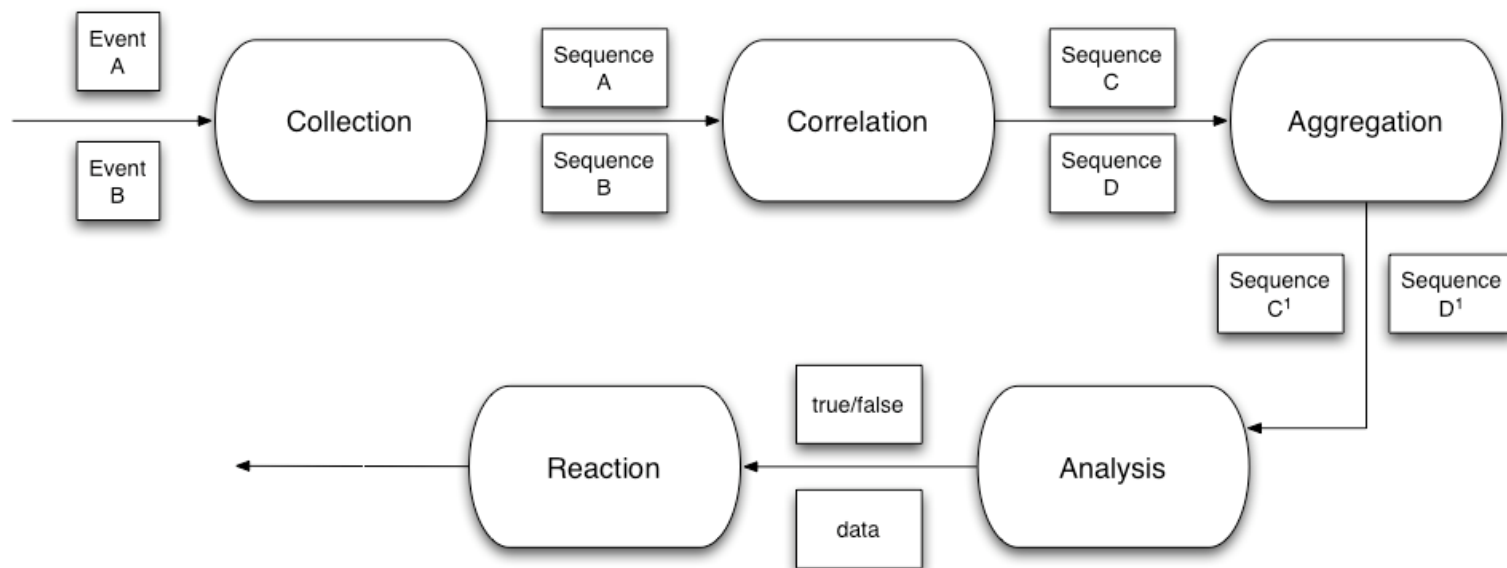 Event
A
Event
B
Collection
Sequence
A
Sequence
B
Correlation
Sequence
C
Sequence
D
Aggregation
Sequence
C¹
Sequence
D¹
Analysis
true/false
data
Reaction